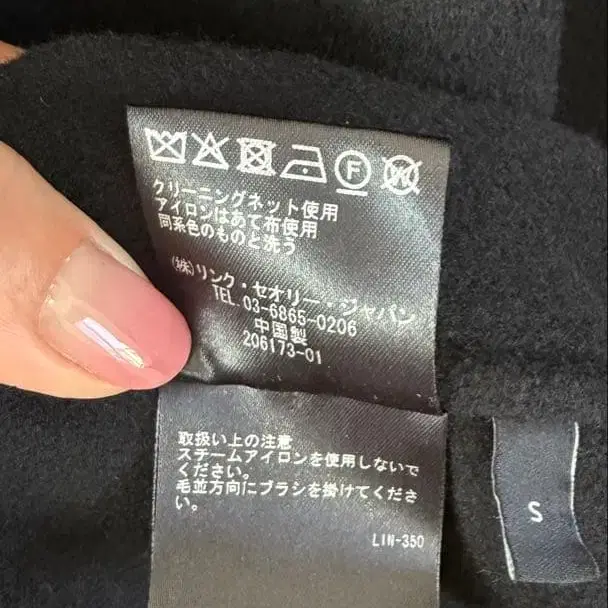 F
W
クリーニングネット使用
アイロンはあて布使用
同系色のものと洗う
(株)リンク・セオリー・ジャパン
TEL.03-6865-0206
中国製
206173-01
取扱い上の注意
スチームアイロンを使用しないで
ください。
毛並方向にブラシを掛けてくださ
い。
LIN-350
S